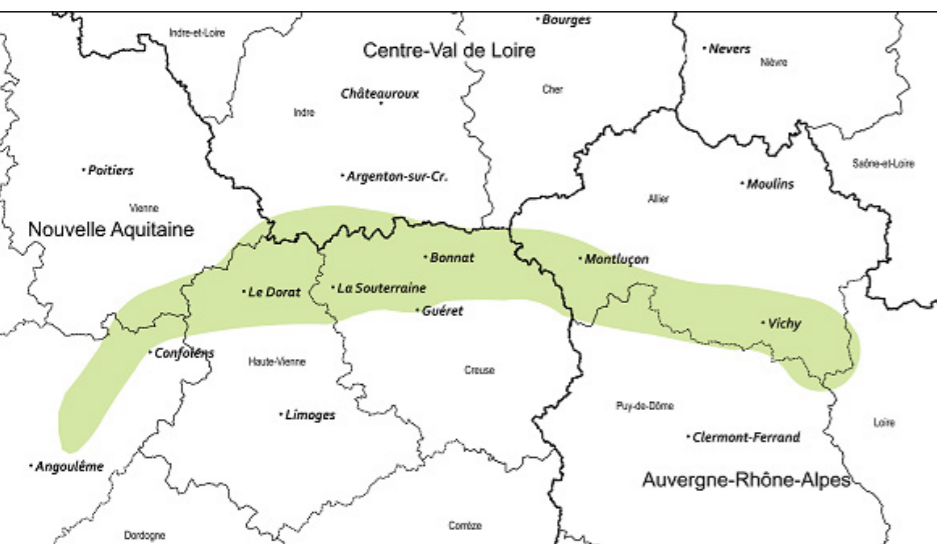 Bourges
Indre-et-Loire
Centre-Val de Loire
Nevers
Nièvre
Cher
Châteauroux
Indre
Saône-et-Loire
Poitiers
Argenton-sur-Cr.
Moulins
Allier
Vienne
Nouvelle Aquitaine
Bonnat
Montluçon
Le Dorat
La Souterraine
Guéret
Vichy
Confolens
Haute-Vienne
Creuse
Puy-de-Dôme
Limoges
Loire
Clermont-Ferrand
Angoulême
Auvergne-Rhône-Alpes
Corrèze
Dordogne